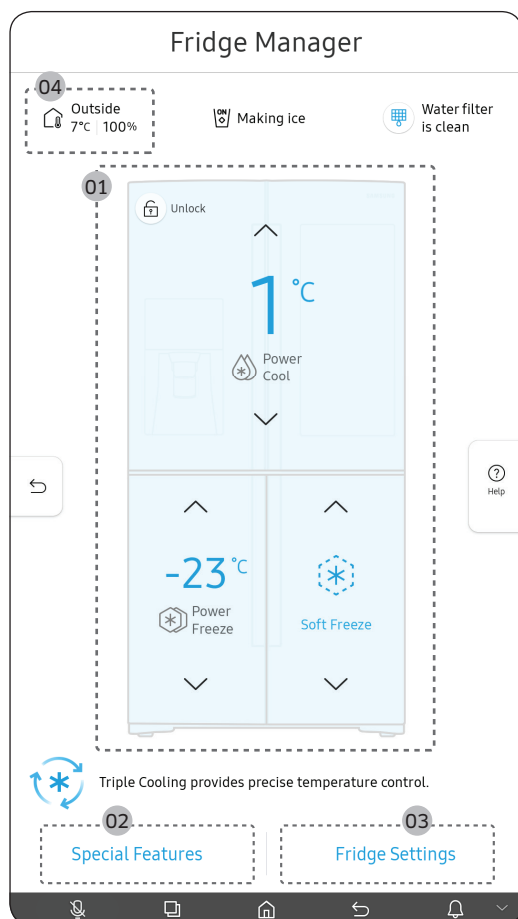 Fridge Manager
04
Outside
7°C | 100%
ON
Making ice
Water filter
is clean
01
Unlock
1°C
Power
Cool
Help
-23°C
Power
Freeze
Soft Freeze
Triple Cooling provides precise temperature control.
02
03
Special Features
Fridge Settings